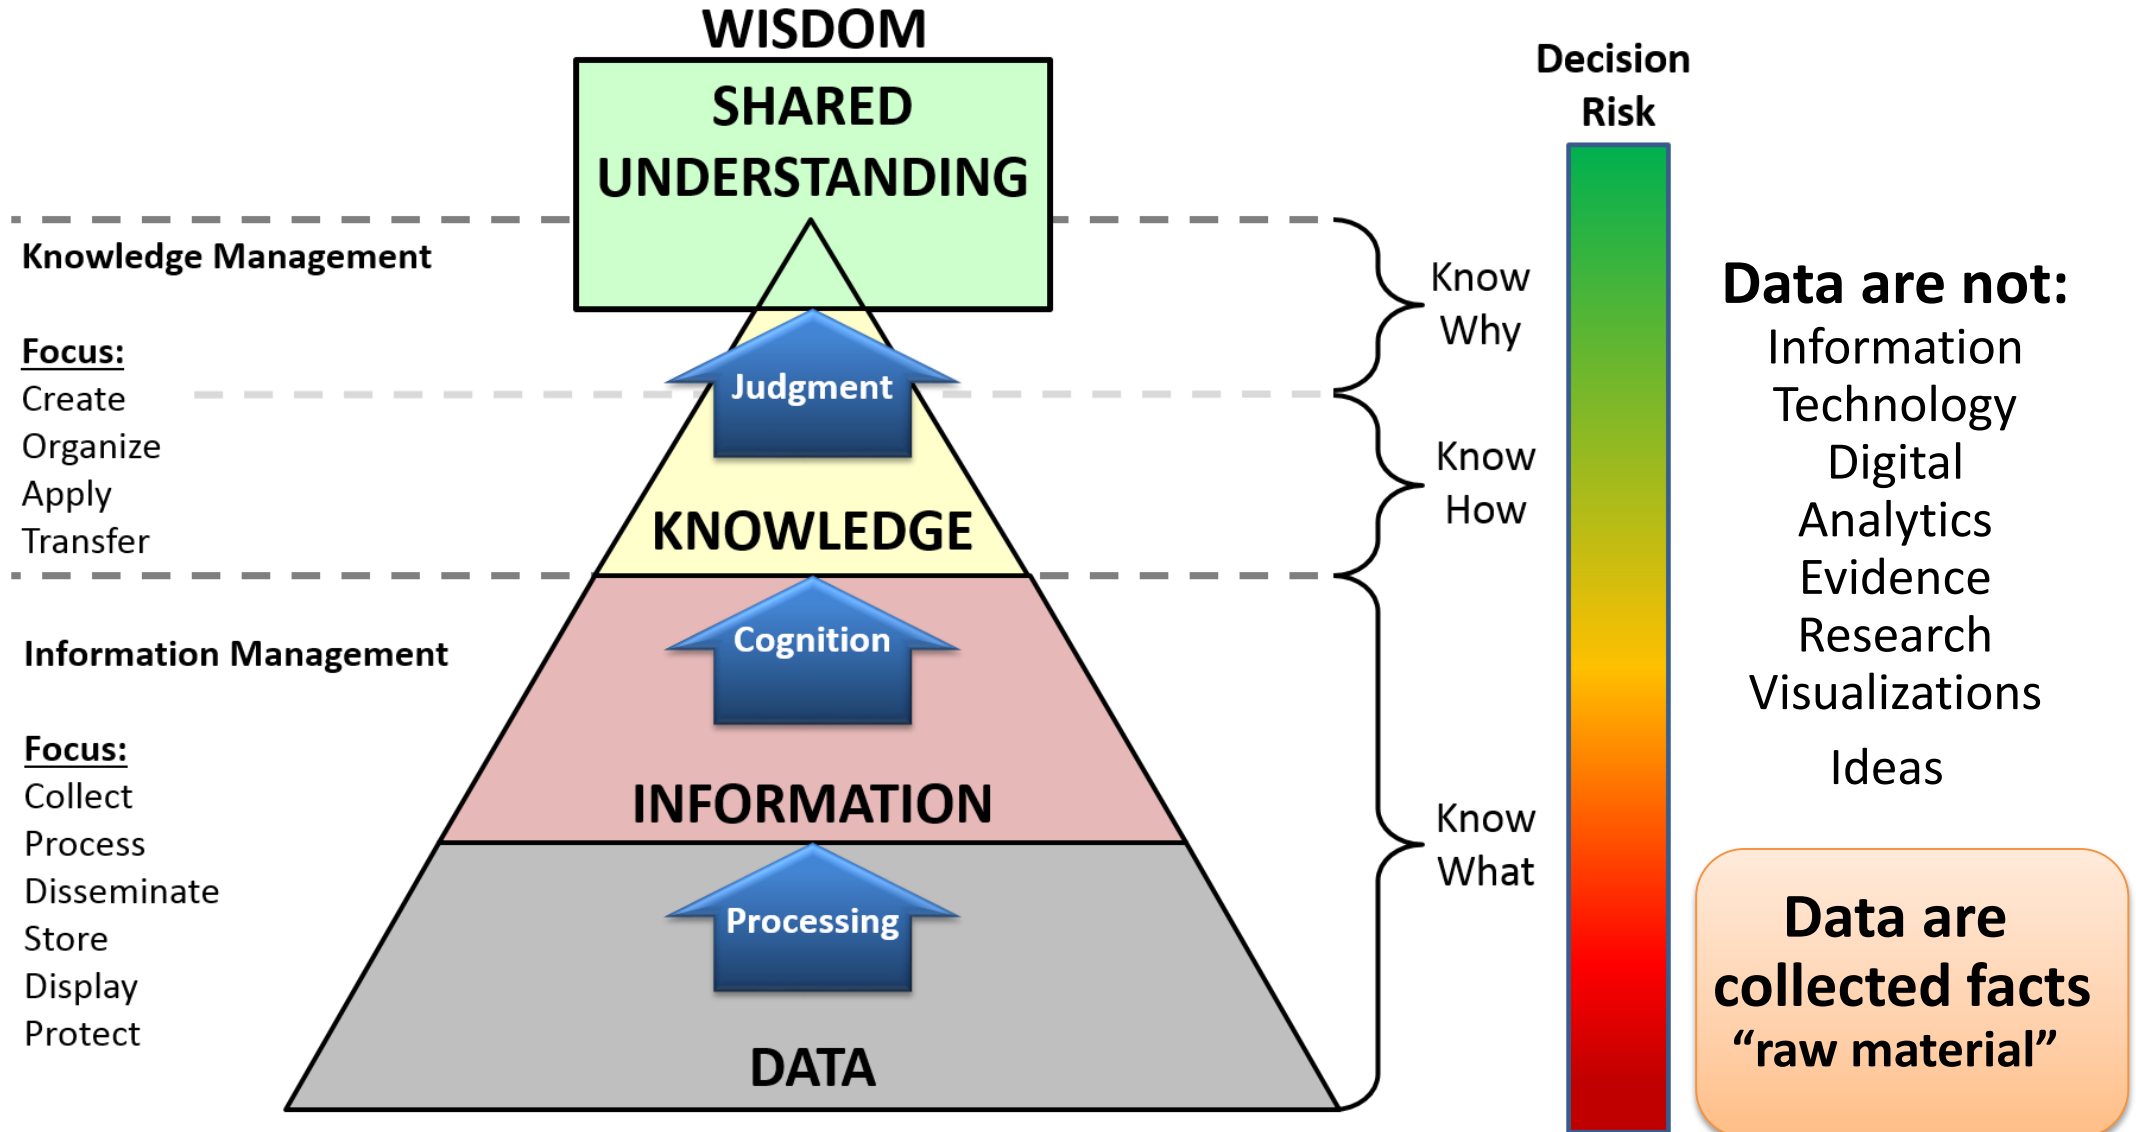 WISDOM
SHARED
UNDERSTANDING
Knowledge Management
Focus:
Create
Organize
Apply
Transfer
Information Management
Focus:
Collect
Process
Disseminate
Store
Display
Protect
Judgment
KNOWLEDGE
Cognition
INFORMATION
Processing
DATA
Know
Why
Know
How
Know
What
Decision
Risk
Data are not:
Information
Technology
Digital
Analytics
Evidence
Research
Visualizations
Ideas
Data are
collected facts
“raw material”